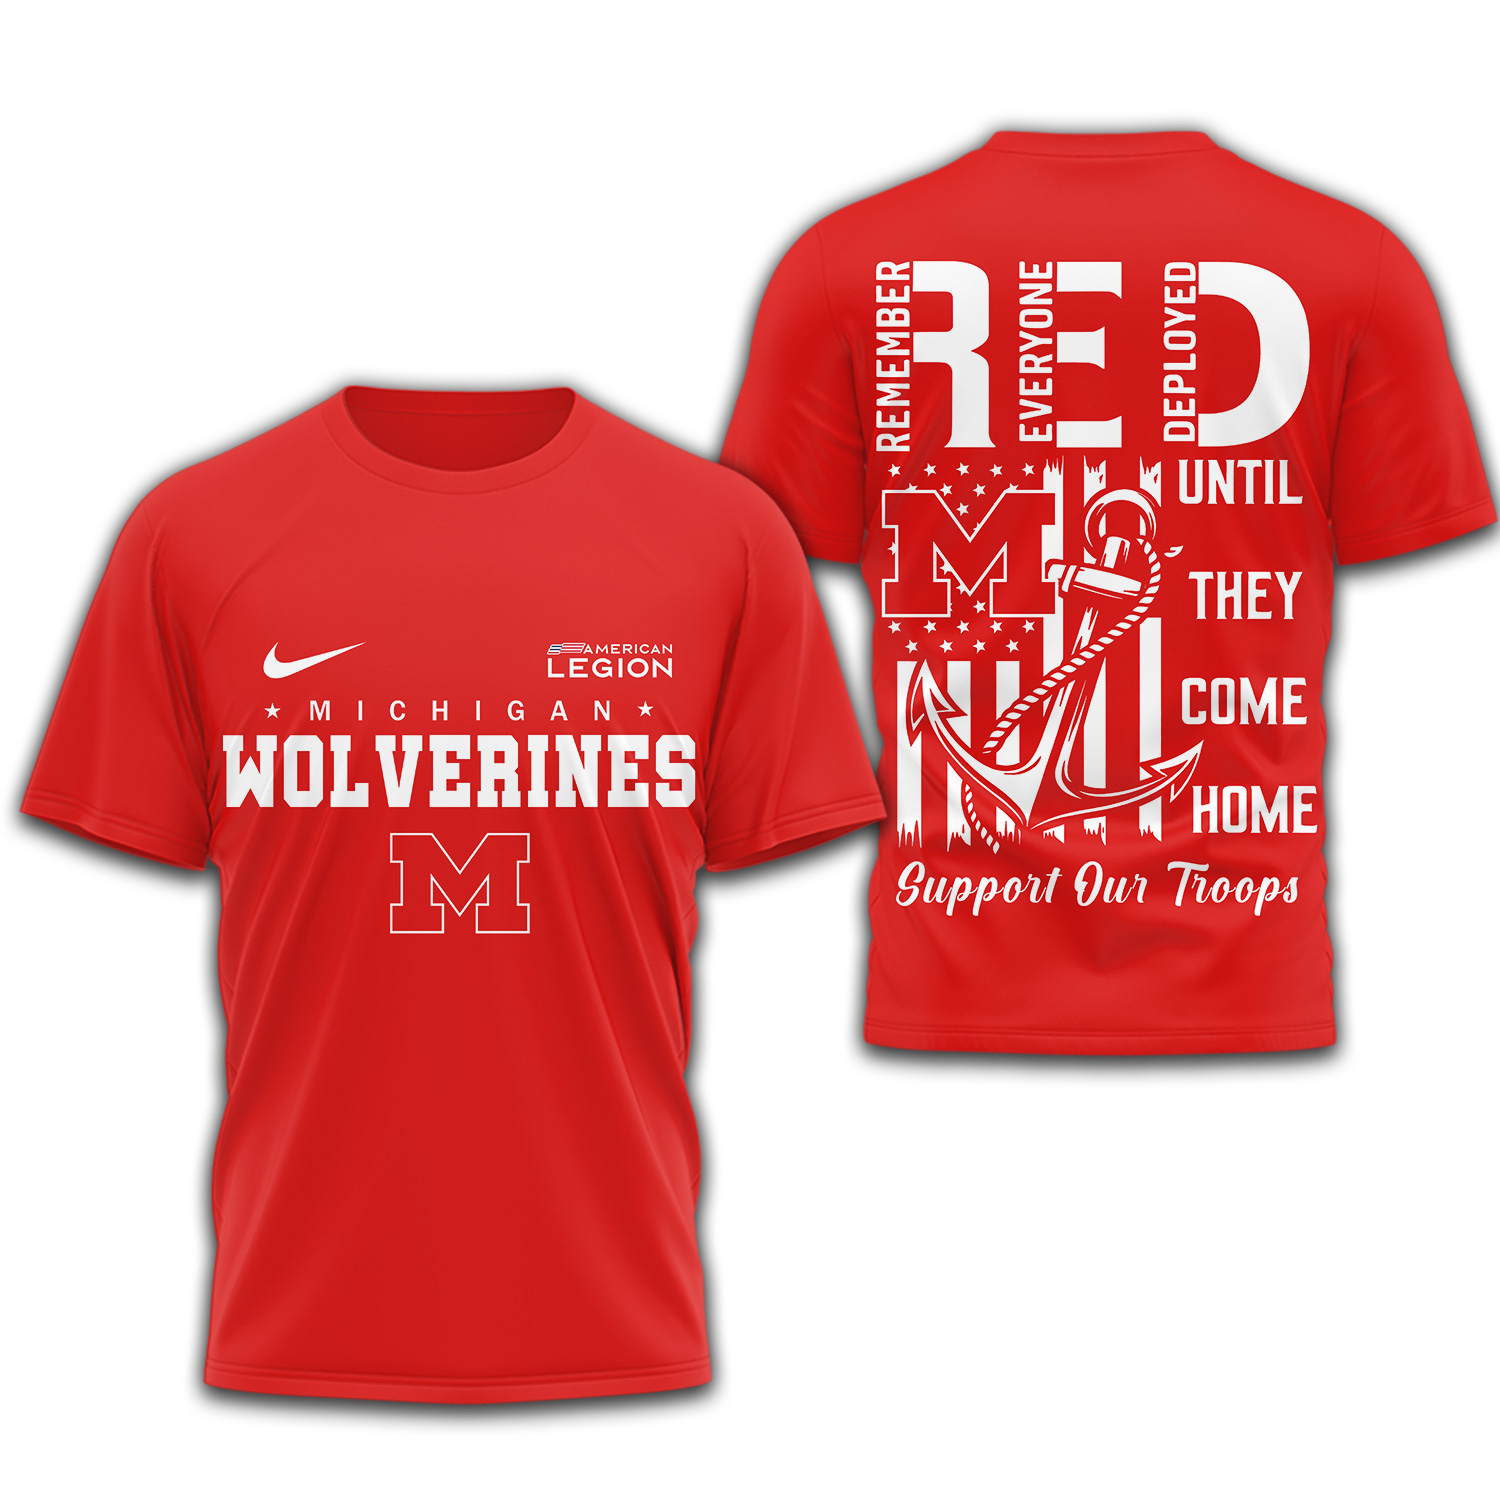 AMERICAN
LEGION
MICHIGAN
WOLVERINES
M
REMEMBER
EVERYONE
DEPLOYED
RED
M
UNTIL
THEY
COME
HOME
Support Our Troops